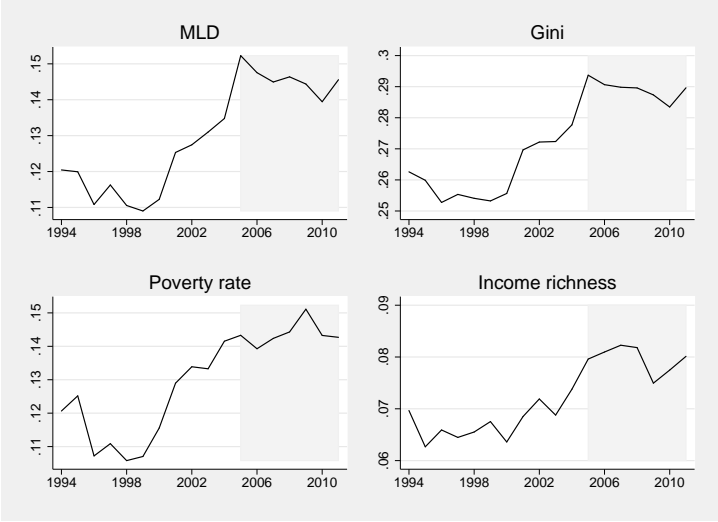 MLD
.15
.14
.13
.12
.11
1994 1998 2002 2006 2010
Gini
.3
.29
.28
.27
.26
.25
1994 1998 2002 2006 2010
Poverty rate
.15
.14
.13
.12
.11
1994 1998 2002 2006 2010
Income richness
.09
.08
.07
.06
1994 1998 2002 2006 2010